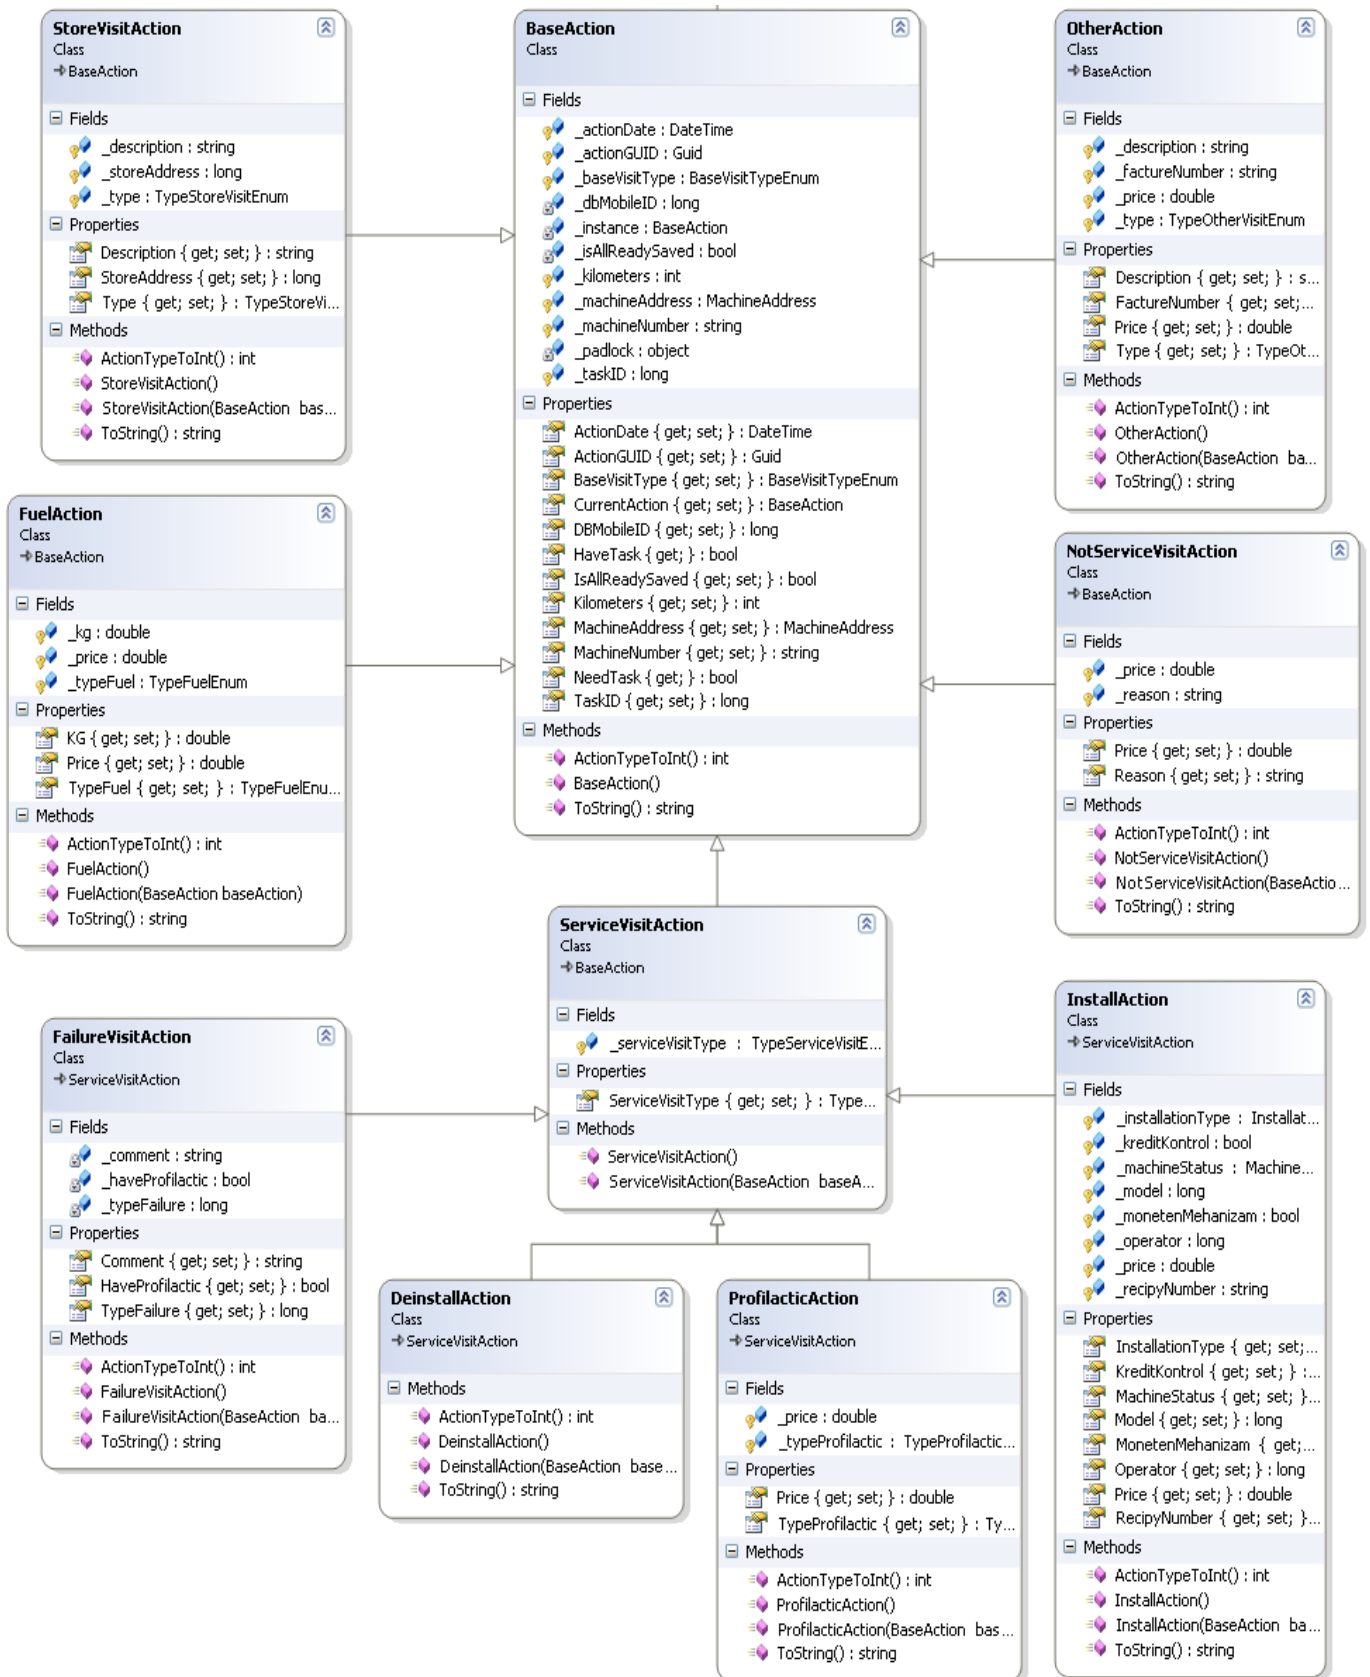 StoreVisitAction
Class
BaseAction
Fields
_description : string
_storeAddress : long
_type : TypeStoreVisitEnum
Properties
Description { get; set; } : string
StoreAddress { get; set; } : long
Type { get; set; } : TypeStoreVi...
Methods
ActionTypeToInt() : int
StoreVisitAction()
StoreVisitAction(BaseAction bas...
ToString() : string
BaseAction
Class
Fields
_actionDate : DateTime
_actionGUID : Guid
_baseVisitType : BaseVisitTypeEnum
_dbMobileID : long
_instance : BaseAction
_isAllReadySaved : bool
_kilometers : int
_machineAddress : MachineAddress
_machineNumber : string
_padlock : object
_taskID : long
Properties
ActionDate { get; set; } : DateTime
ActionGUID { get; set; } : Guid
BaseVisitType { get; set; } : BaseVisitTypeEnum
CurrentAction { get; set; } : BaseAction
DBMobileID { get; set; } : long
HaveTask { get; } : bool
IsAllReadySaved { get; set; } : bool
Kilometers { get; set; } : int
MachineAddress { get; set; } : MachineAddress
MachineNumber { get; set; } : string
NeedTask { get; } : bool
TaskID { get; set; } : long
Methods
ActionTypeToInt() : int
BaseAction()
ToString() : string
OtherAction
Class
BaseAction
Fields
_description : string
_factureNumber : string
_price : double
_type : TypeOtherVisitEnum
Properties
Description { get; set; } : s...
FactureNumber { get; set;...
Price { get; set; } : double
Type { get; set; } : TypeOt...
Methods
ActionTypeToInt() : int
OtherAction()
OtherAction(BaseAction ba...
ToString() : string
FuelAction
Class
BaseAction
Fields
_kg : double
_price : double
_typeFuel : TypeFuelEnum
Properties
KG { get; set; } : double
Price { get; set; } : double
TypeFuel { get; set; } : TypeFuelEnu...
Methods
ActionTypeToInt() : int
FuelAction()
FuelAction(BaseAction baseAction)
ToString() : string
NotServiceVisitAction
Class
BaseAction
Fields
_price : double
_reason : string
Properties
Price { get; set; } : double
Reason { get; set; } : string
Methods
ActionTypeToInt() : int
NotServiceVisitAction()
NotServiceVisitAction(BaseActio...
ToString() : string
ServiceVisitAction
Class
BaseAction
Fields
_serviceVisitType : TypeServiceVisitE...
Properties
ServiceVisitType { get; set; } : Type...
Methods
ServiceVisitAction()
ServiceVisitAction(BaseAction baseA...
FailureVisitAction
Class
ServiceVisitAction
Fields
_comment : string
_haveProfilactic : bool
_typeFailure : long
Properties
Comment { get; set; } : string
HaveProfilactic { get; set; } : bool
TypeFailure { get; set; } : long
Methods
ActionTypeToInt() : int
FailureVisitAction()
FailureVisitAction(BaseAction ba...
ToString() : string
InstallAction
Class
ServiceVisitAction
Fields
_installationType : Installat...
_kreditKontrol : bool
_machineStatus : Machine...
_model : long
_monetenMehanizam : bool
_operator : long
_price : double
_recipyNumber : string
Properties
InstallationType { get; set;...
KreditKontrol { get; set; } :...
MachineStatus { get; set; }...
Model { get; set; } : long
MonetenMehanizam { get;...
Operator { get; set; } : long
Price { get; set; } : double
RecipyNumber { get; set; }...
Methods
ActionTypeToInt() : int
InstallAction()
InstallAction(BaseAction ba...
ToString() : string
DeinstallAction
Class
ServiceVisitAction
Methods
ActionTypeToInt() : int
DeinstallAction()
DeinstallAction(BaseAction base...
ToString() : string
ProfilacticAction
Class
ServiceVisitAction
Fields
_price : double
_typeProfilactic : TypeProfilactic...
Properties
Price { get; set; } : double
TypeProfilactic { get; set; } : Ty...
Methods
ActionTypeToInt() : int
ProfilacticAction()
ProfilacticAction(BaseAction bas...
ToString() : string